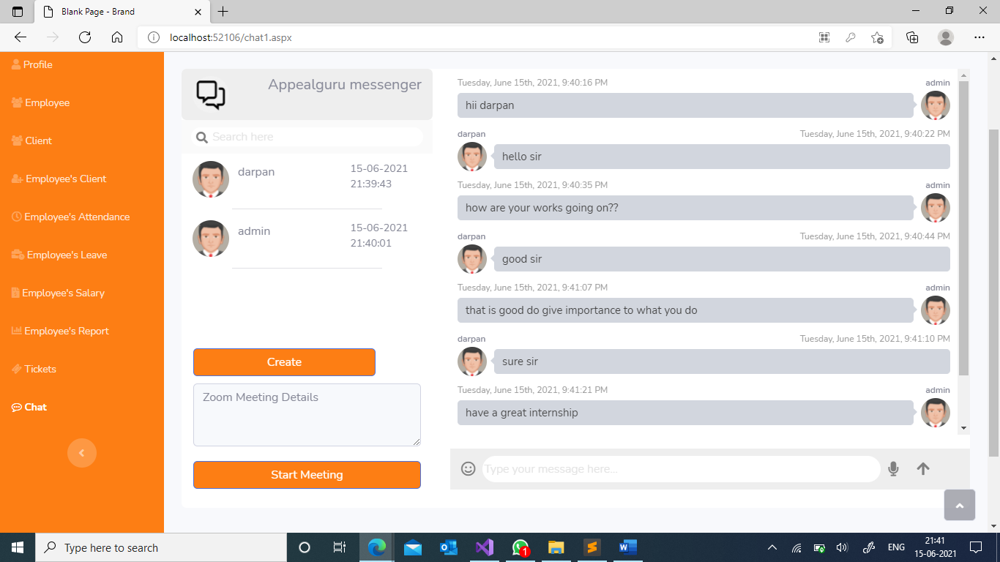 Blank Page - Brand
localhost:52106/chat1.aspx
Profile
Employee
Client
Employee's Client
Employee's Attendance
Employee's Leave
Employee's Salary
Employee's Report
Tickets
Chat
Appealguru messenger
Search here
darpan
15-06-2021
21:39:43
admin
15-06-2021
21:40:01
Create
Zoom Meeting Details
Start Meeting
Tuesday, June 15th, 2021, 9:40:16 PM admin
hii darpan
darpan Tuesday, June 15th, 2021, 9:40:22 PM
hello sir
Tuesday, June 15th, 2021, 9:40:35 PM admin
how are your works going on??
darpan Tuesday, June 15th, 2021, 9:40:44 PM
good sir
Tuesday, June 15th, 2021, 9:41:07 PM admin
that is good do give importance to what you do
darpan Tuesday, June 15th, 2021, 9:41:10 PM
sure sir
Tuesday, June 15th, 2021, 9:41:21 PM admin
have a great internship
Type your message here...
Type here to search
1
ENG
21:41
15-06-2021